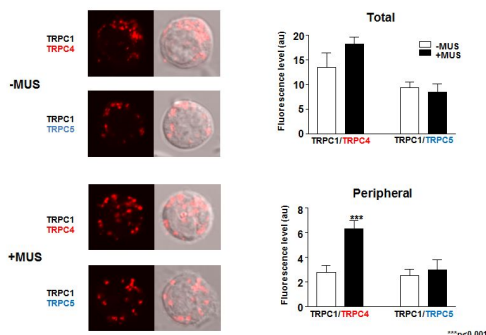 TRPC1
TRPC4
-MUS
TRPC1
TRPC5
TRPC1
TRPC4
+MUS
TRPC1
TRPC5
Total
Fluorescence level (au)
20
15
10
5
0
-MUS
+MUS
TRPC1/TRPC4
TRPC1/TRPC5
Peripheral
Fluorescence level (au)
8
6
4
2
0
***
TRPC1/TRPC4
TRPC1/TRPC5
***p<0.001